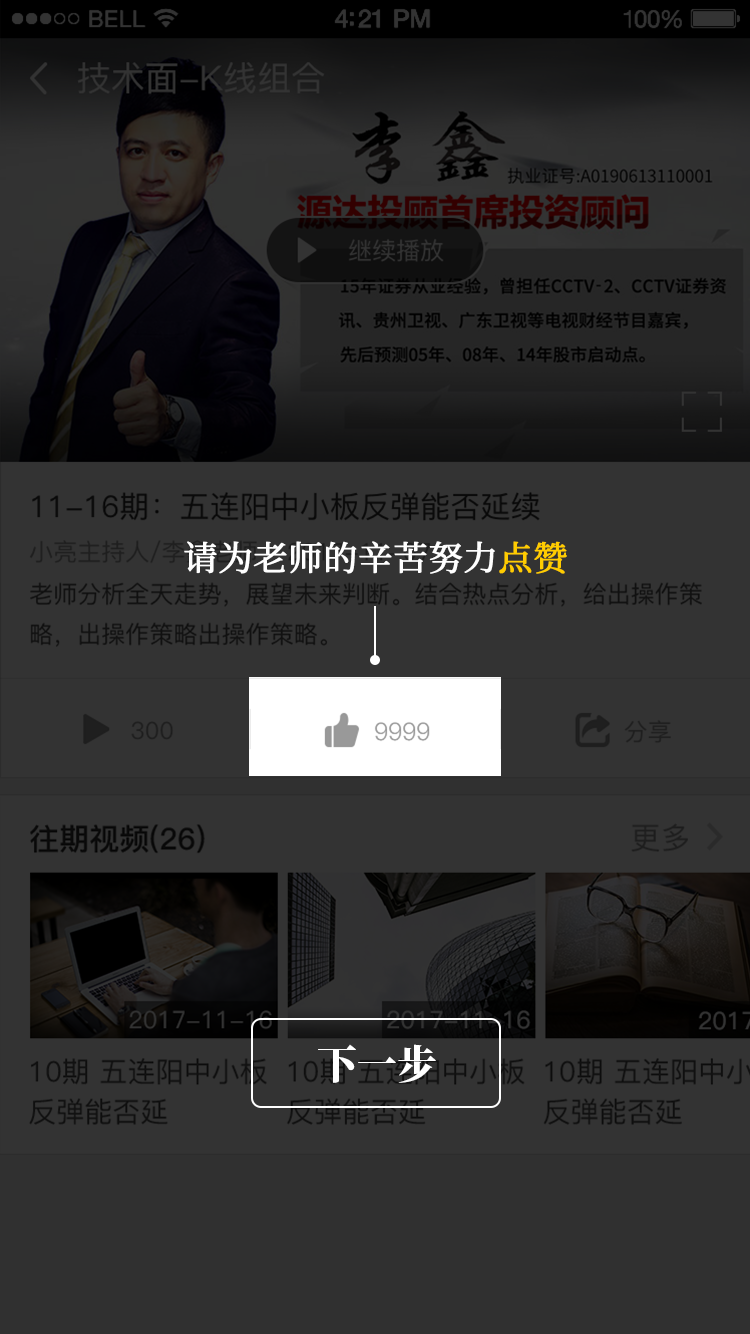 BELL
4:21 PM
100%
技术面-K线组合
李鑫
执业证号:A0190613110001
源达投顾首席投资顾问
继续播放
15年证券从业经验，曾担任CCTV-2、CCTV证券资
讯、贵州卫视、广东卫视等电视财经节目嘉宾，
先后预测05年、08年、14年股市启动点。
11-16期：五连阳中小板反弹能否延续
小亮主持人/李
请为老师的辛苦努力点赞
老师分析全天走势，展望未来判断。结合热点分析，给出操作策
略，出操作策略出操作策略。
300
9999
分享
往期视频(26)
更多
2017-11-16
2017-11-16
2017
10期 五连阳中小板
反弹能否延
10期 五连阳中小板
反弹能否延
10期 五连阳中小
反弹能否延
下一步